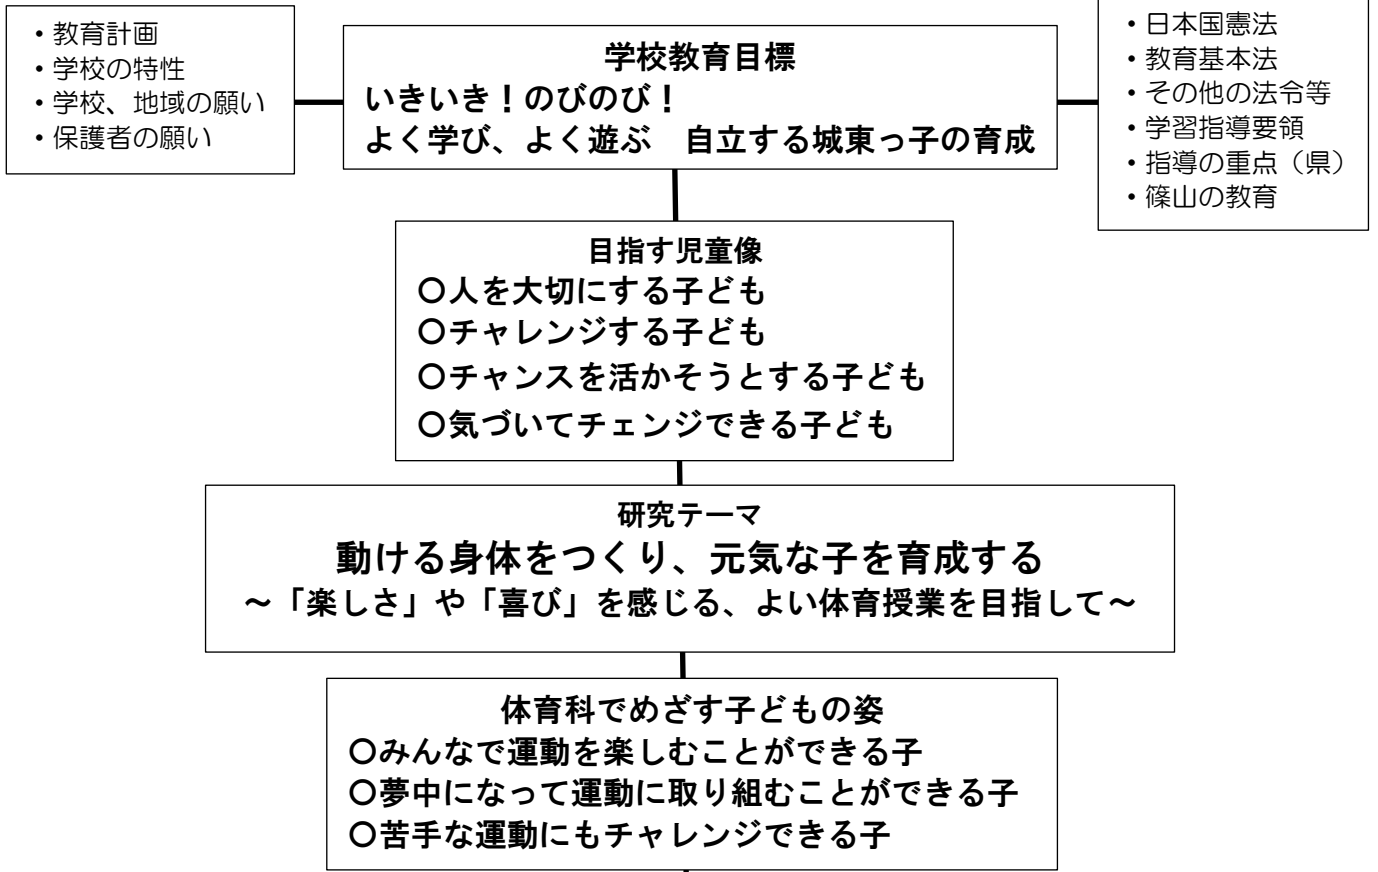 ・教育計画
・学校の特性
・学校、地域の願い
・保護者の願い
学校教育目標
いきいき！のびのび！
よく学び、よく遊ぶ　自立する城東っ子の育成
・日本国憲法
・教育基本法
・その他の法令等
・学習指導要領
・指導の重点（県）
・篠山の教育
目指す児童像
〇人を大切にする子ども
〇チャレンジする子ども
〇チャンスを活かそうとする子ども
〇気づいてチェンジできる子ども
研究テーマ
動ける身体をつくり、元気な子を育成する
～「楽しさ」や「喜び」を感じる、よい体育授業を目指して～
体育科でめざす子どもの姿
〇みんなで運動を楽しむことができる子
〇夢中になって運動に取り組むことができる子
〇苦手な運動にもチャレンジできる子